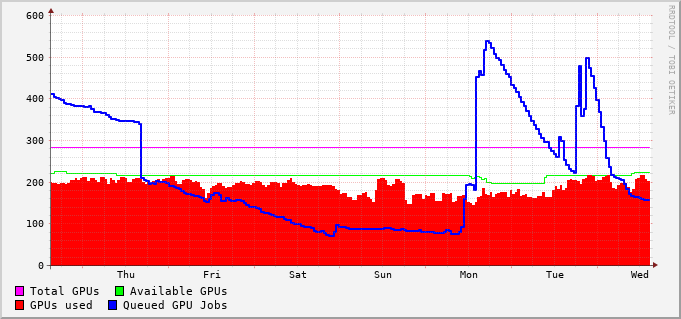 600
500
400
300
200
100
0
Thu Fri Sat Sun Mon Tue Wed
Total GPUs Available GPUs
GPUs used Queued GPU Jobs
RRDTOOL / TOBI OETIKER